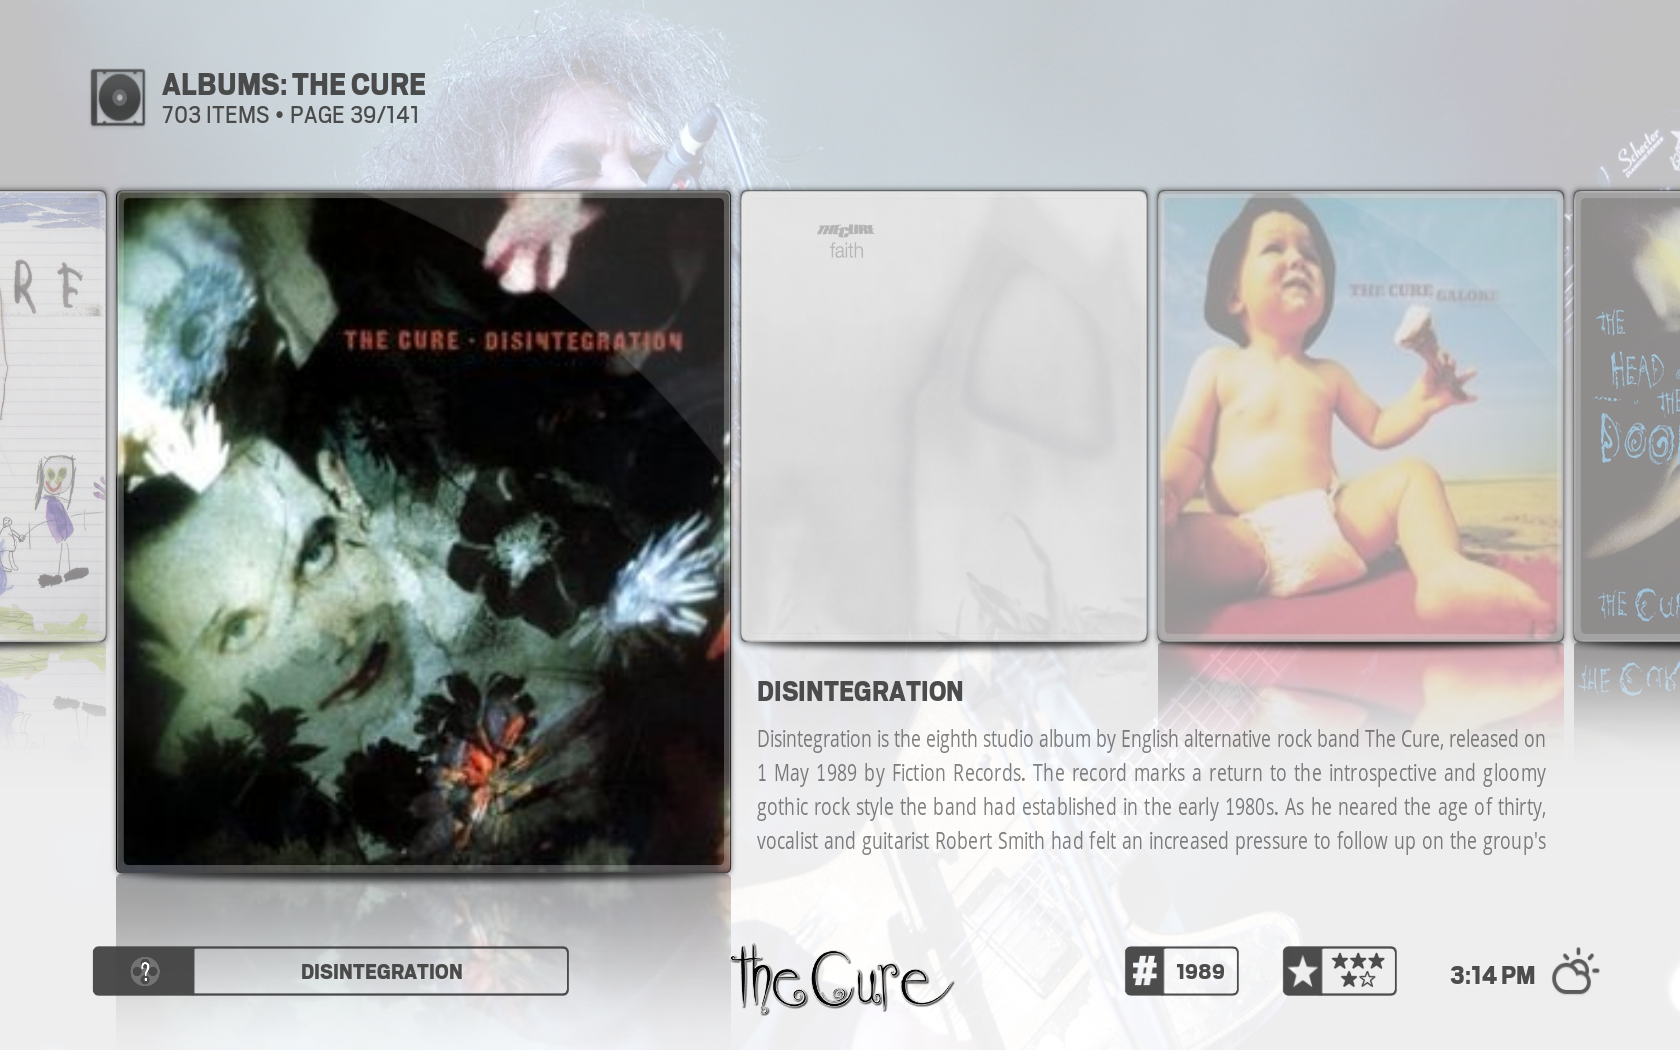 ALBUMS: THE CURE
703 ITEMS • PAGE 39/141
Schecter
R E
THE CURE · DISINTEGRATION
THE CURE
faith
THE CURE GALORE
THE
HEAD
THE
DOO
THE CU
DISINTEGRATION
Disintegration is the eighth studio album by English alternative rock band The Cure, released on
1 May 1989 by Fiction Records. The record marks a return to the introspective and gloomy
gothic rock style the band had established in the early 1980s. As he neared the age of thirty,
vocalist and guitarist Robert Smith had felt an increased pressure to follow up on the group's
? DISINTEGRATION
the Cure
# 1989
3:14 PM